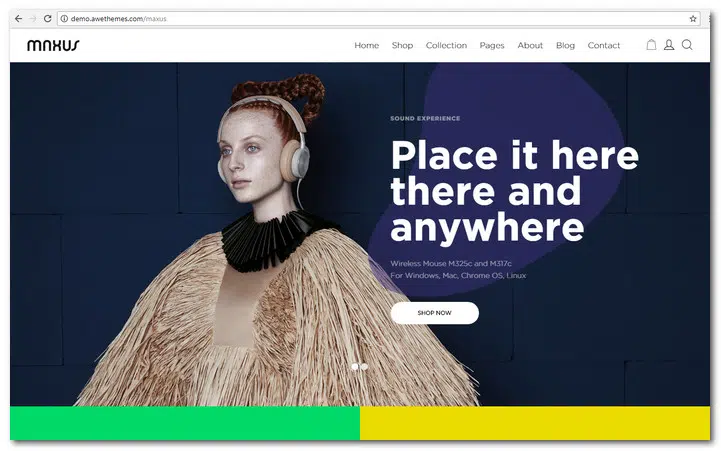 demo.awethemes.com/maxus
maxus
Home Shop Collection Pages About Blog Contact
SOUND EXPERIENCE
Place it here
there and
anywhere
Wireless Mouse M325c and M317c
For Windows, Mac, Chrome OS, Linux
SHOP NOW